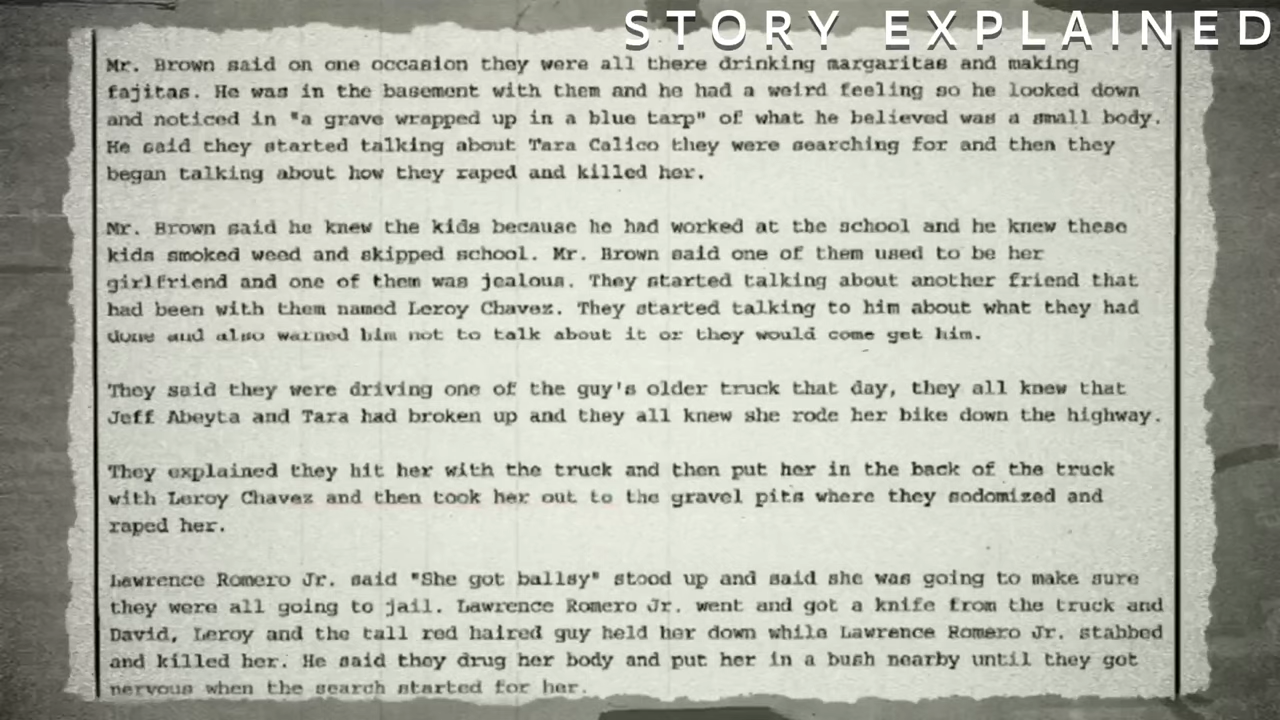 STORY EXPLAINED
Mr. Brown said on one occasion they were all there drinking margaritas and making
fajitas. He was in the basement with them and he had a weird feeling so he looked down
and noticed in "a grave wrapped up in a blue tarp" of what he believed was a small body.
He said they started talking about Tara Calico they were searching for and then they
began talking about how they raped and killed her.
Mr. Brown said he knew the kids because he had worked at the school and he knew these
kids smoked weed and skipped school. Mr. Brown said one of them used to be her
girlfriend and one of them was jealous. They started talking about another friend that
had been with them named Leroy Chavez. They started talking to him about what they had
done and also warned him not to talk about it or they would come get him.
They said they were driving one of the guy's older truck that day, they all knew that
Jeff Abeyta and Tara had broken up and they all knew she rode her bike down the highway.
They explained they hit her with the truck and then put her in the back of the truck
with Leroy Chavez and then took her out to the gravel pits where they sodomized and
raped her.
Lawrence Romero Jr. said "She got ballsy" stood up and said she was going to make sure
they were all going to jail. Lawrence Romero Jr. went and got a knife from the truck and
David, Leroy and the tall red haired guy held her down while Lawrence Romero Jr. stabbed
and killed her. He said they drug her body and put her in a bush nearby until they got
nervous when the search started for her.